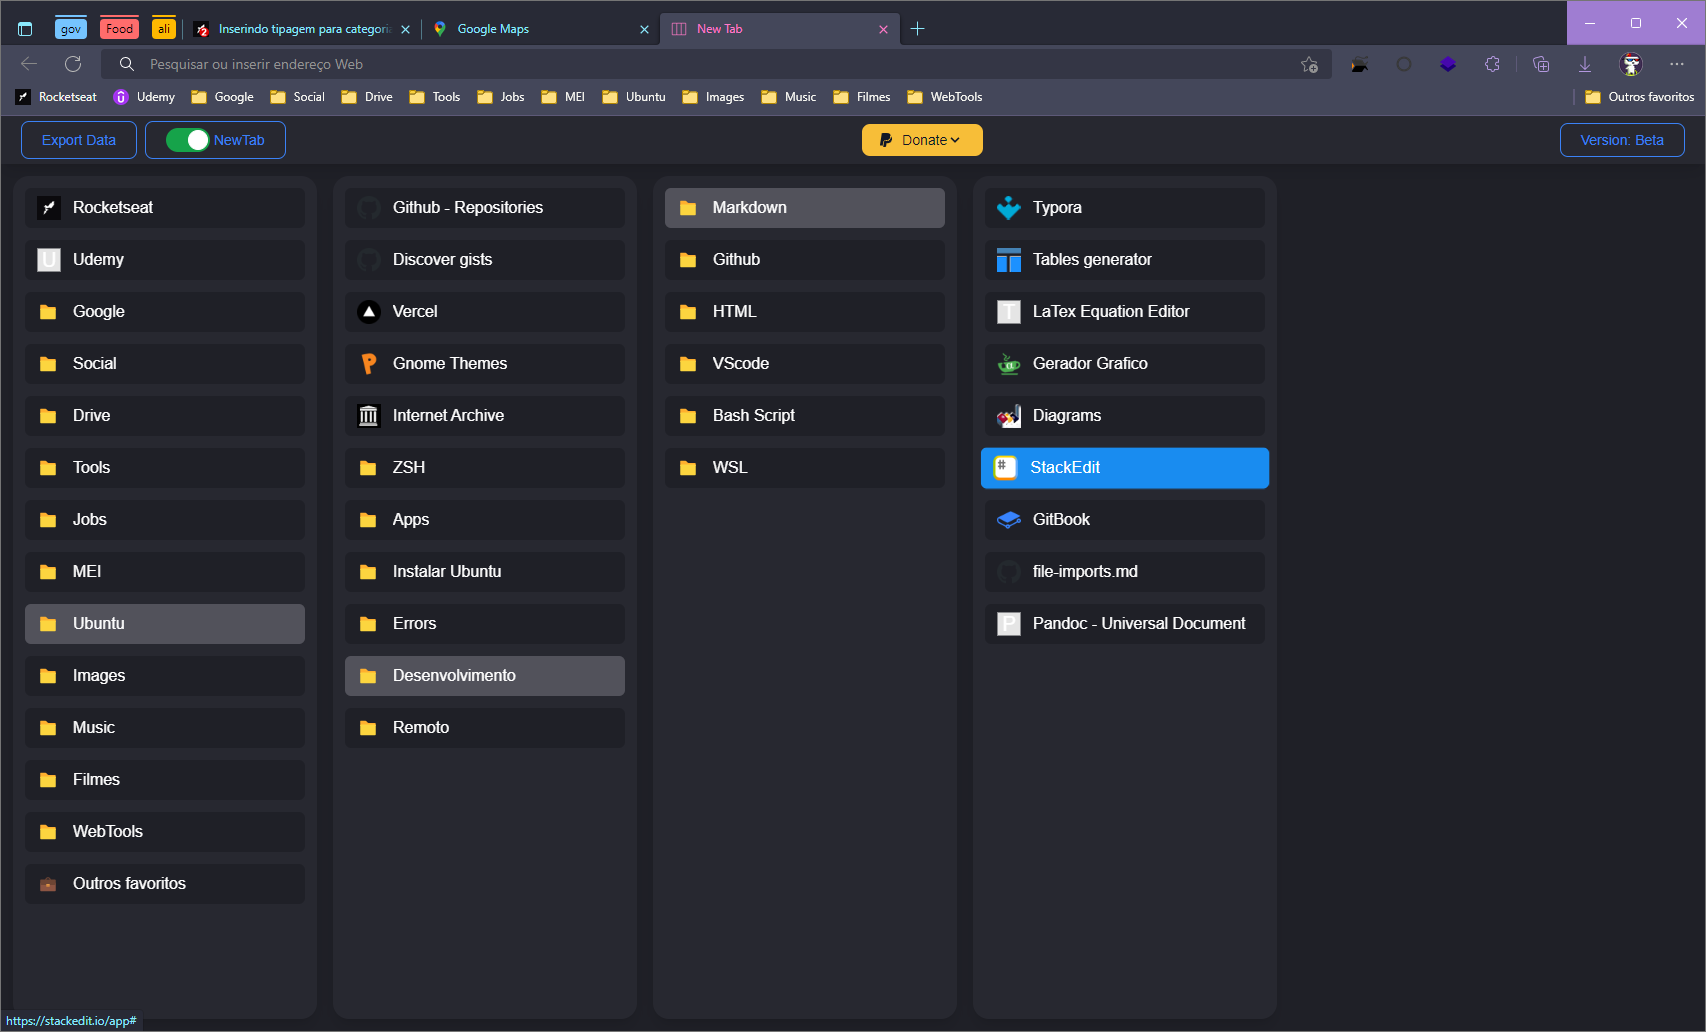 gov
Food
ali
Inserindo tipagem para categori
Google Maps
New Tab
Pesquisar ou inserir endereço Web
Rocketseat
Udemy
Google
Social
Drive
Tools
Jobs
MEI
Ubuntu
Images
Music
Filmes
WebTools
Outros favoritos
Export Data
NewTab
Donate
Version: Beta
Rocketseat
Udemy
Google
Social
Drive
Tools
Jobs
MEI
Ubuntu
Images
Music
Filmes
WebTools
Outros favoritos
Github - Repositories
Discover gists
Vercel
Gnome Themes
Internet Archive
ZSH
Apps
Instalar Ubuntu
Errors
Desenvolvimento
Remoto
Markdown
Github
HTML
VScode
Bash Script
WSL
Typora
Tables generator
LaTex Equation Editor
Gerador Grafico
Diagrams
StackEdit
GitBook
file-imports.md
Pandoc - Universal Document
https://stackedit.io/app#